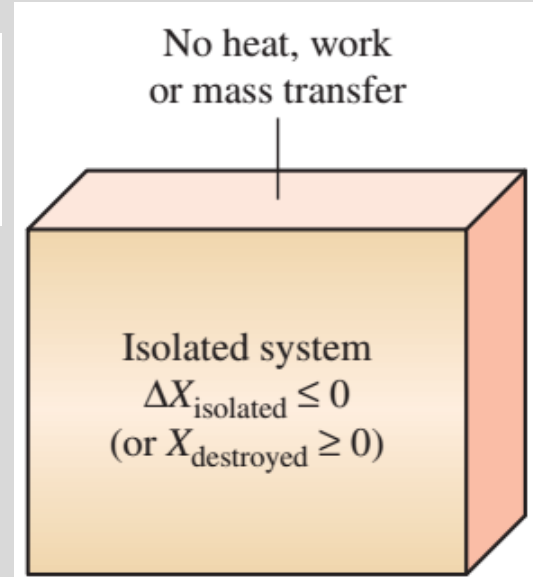 No heat, work
or mass transfer
Isolated system
ΔX_isolated ≤ 0
(or X_destroyed ≥ 0)